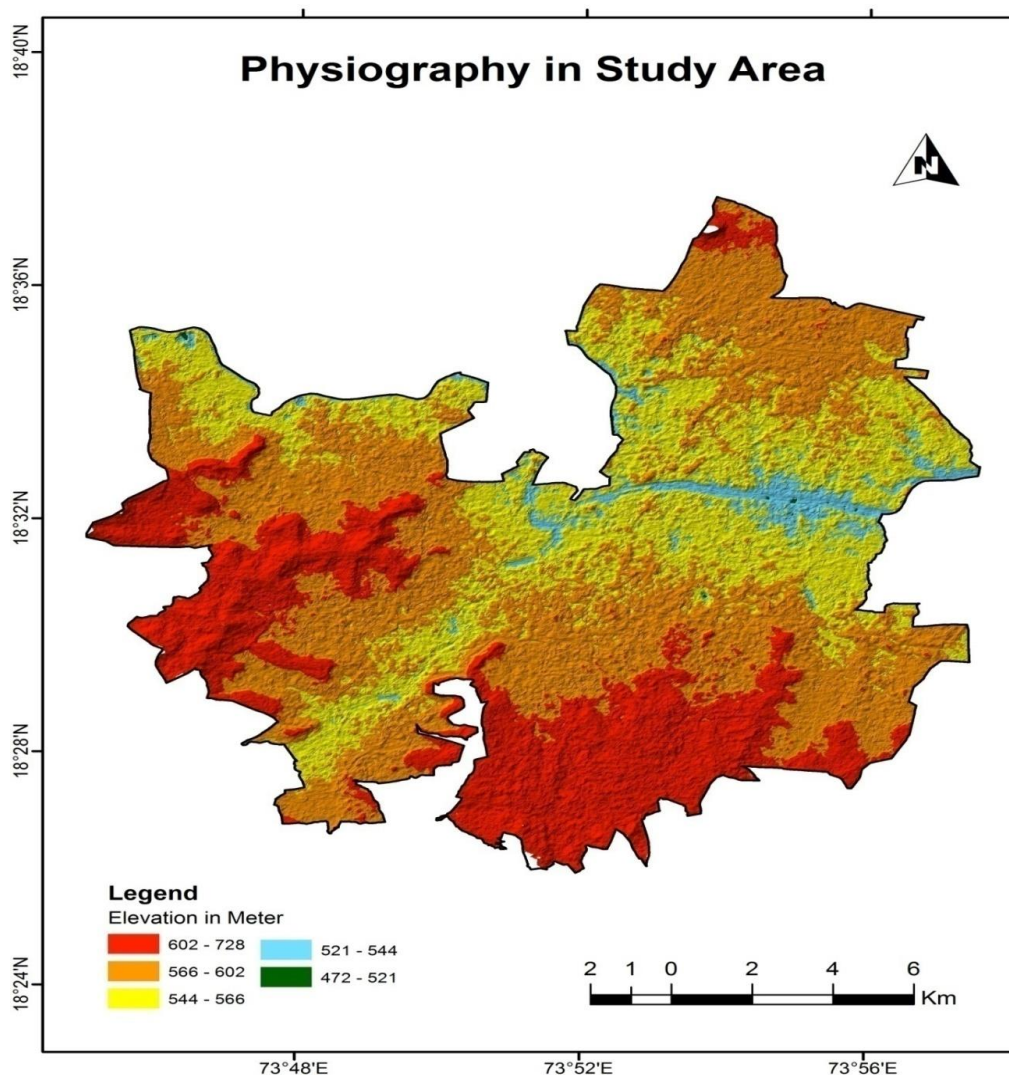 Physiography in Study Area
N
18°40'N
18°36'N
18°32'N
18°28'N
18°24'N
Legend
Elevation in Meter
602 - 728
566 - 602
544 - 566
521 - 544
472 - 521
2 1 0 2 4 6
Km
73°48'E 73°52'E 73°56'E